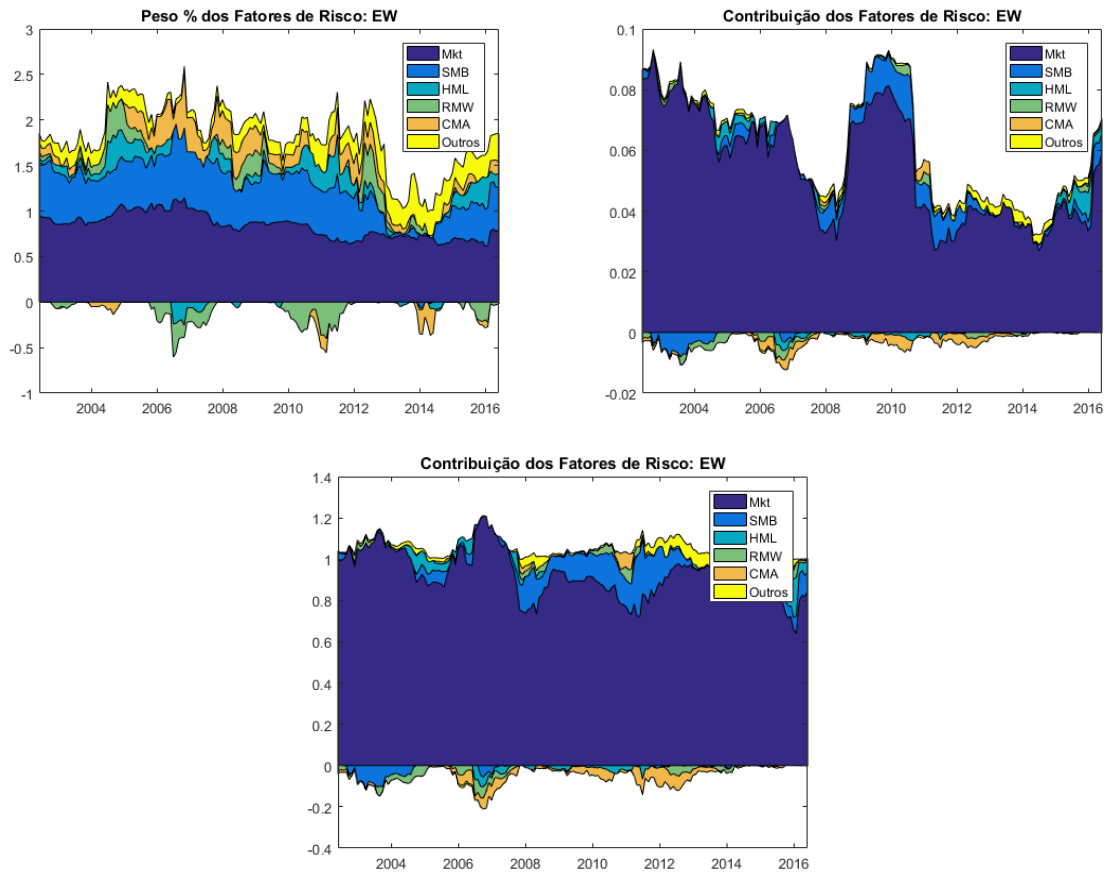 Peso % dos Fatores de Risco: EW
3
2.5
2
1.5
1
0.5
0
-0.5
-1
2004 2006 2008 2010 2012 2014 2016
Mkt
SMB
HML
RMW
CMA
Outros
Contribuição dos Fatores de Risco: EW
0.1
0.08
0.06
0.04
0.02
0
-0.02
2004 2006 2008 2010 2012 2014 2016
Mkt
SMB
HML
RMW
CMA
Outros
Contribuição dos Fatores de Risco: EW
1.4
1.2
1
0.8
0.6
0.4
0.2
0
-0.2
-0.4
2004 2006 2008 2010 2012 2014 2016
Mkt
SMB
HML
RMW
CMA
Outros